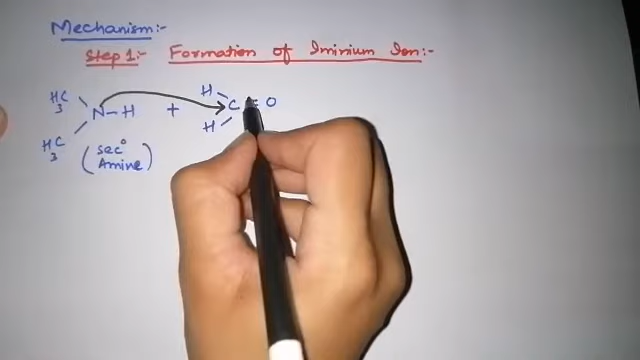 Mechanism:-
Step 1:- Formation of Iminium Ion:-
H3C
N-H + H C=O H
H3C (sec° Amine)